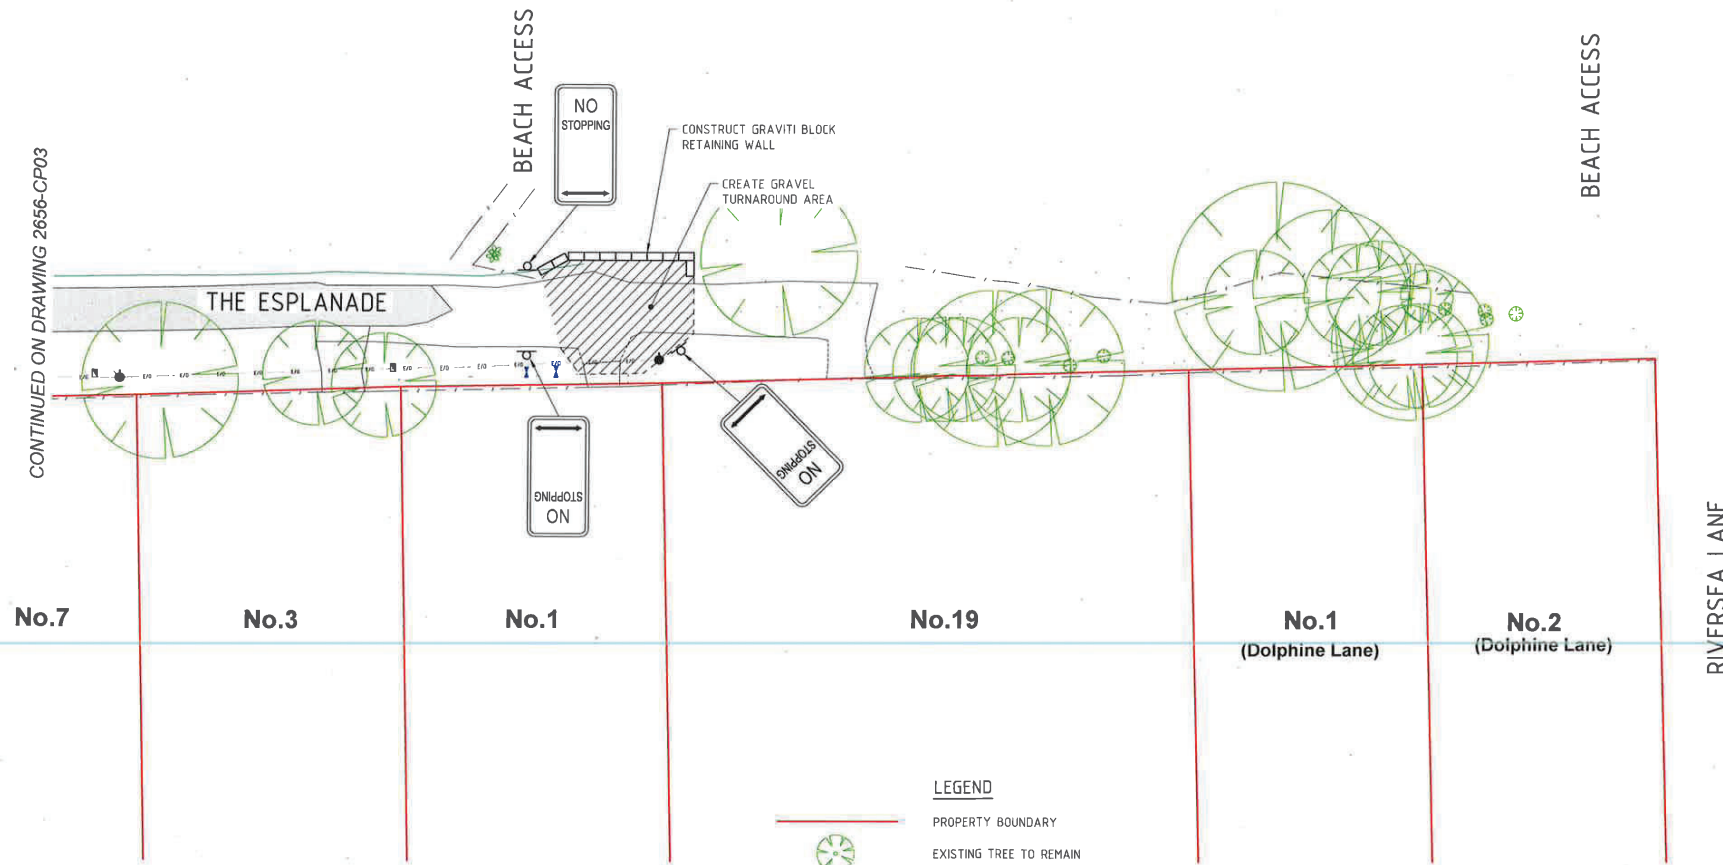 BEACH ACCESS
BEACH ACCESS
NO
STOPPING
CONSTRUCT GRAVITI BLOCK
RETAINING WALL
CREATE GRAVEL
TURNAROUND AREA
CONTINUED ON DRAWING 2656-CP03
THE ESPLANADE
E/O
E/O
E/O
E/O
E/O
E/O
E/O
E/O
E/O
E/O
E/O
E/O
E/O
NO
STOPPING
NO
STOPPING
No.7
No.3
No.1
No.19
No.1
(Dolphine Lane)
No.2
(Dolphine Lane)
RIVERSEA LANE
LEGEND
PROPERTY BOUNDARY
EXISTING TREE TO REMAIN